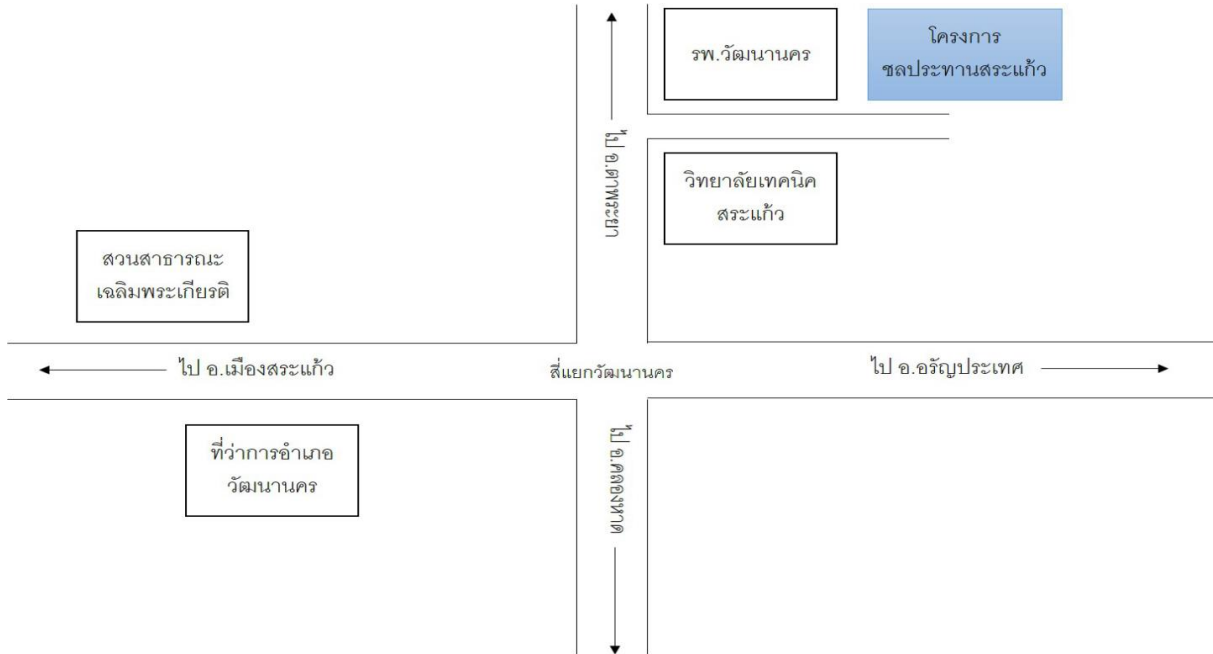 รพ.วัฒนานคร
โครงการ
ชลประทานสระแก้ว
ไป อ.ตาพระยา
วิทยาลัยเทคนิค
สระแก้ว
สวนสาธารณะ
เฉลิมพระเกียรติ
ไป อ.เมืองสระแก้ว
สี่แยกวัฒนานคร
ไป อ.อรัญประเทศ
ที่ว่าการอำเภอ
วัฒนานคร
ไป อ.คลองหาด